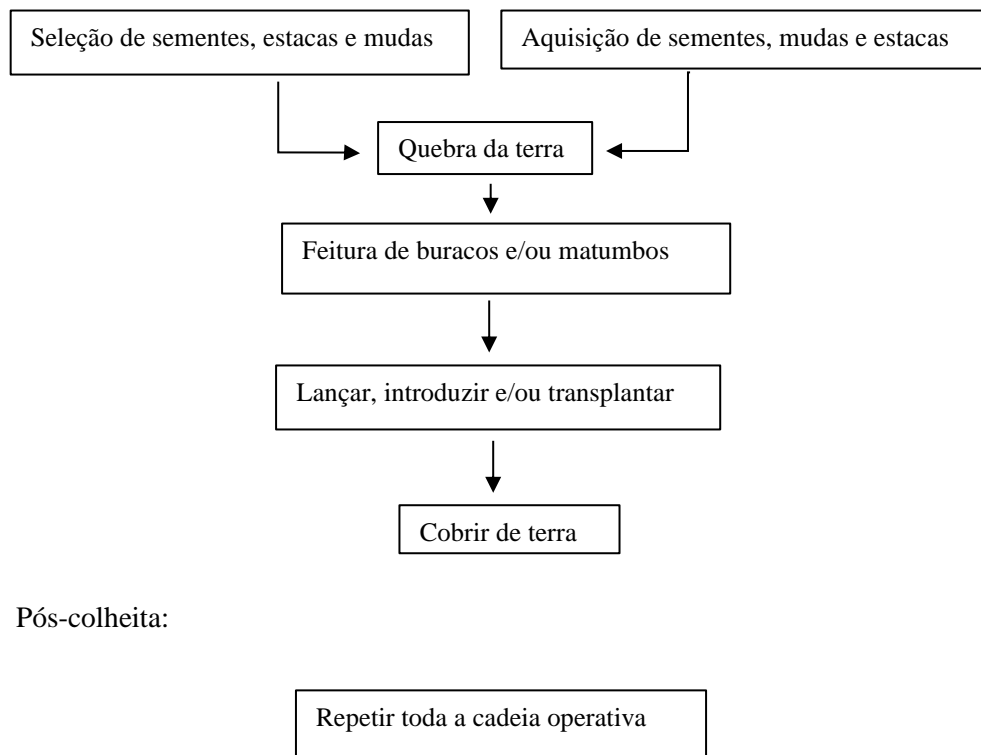 Seleção de sementes, estacas e mudas
Aquisição de sementes, mudas e estacas
Quebra da terra
Feitura de buracos e/ou matumbos
Lançar, introduzir e/ou transplantar
Cobrir de terra
Pós-colheita:
Repetir toda a cadeia operativa